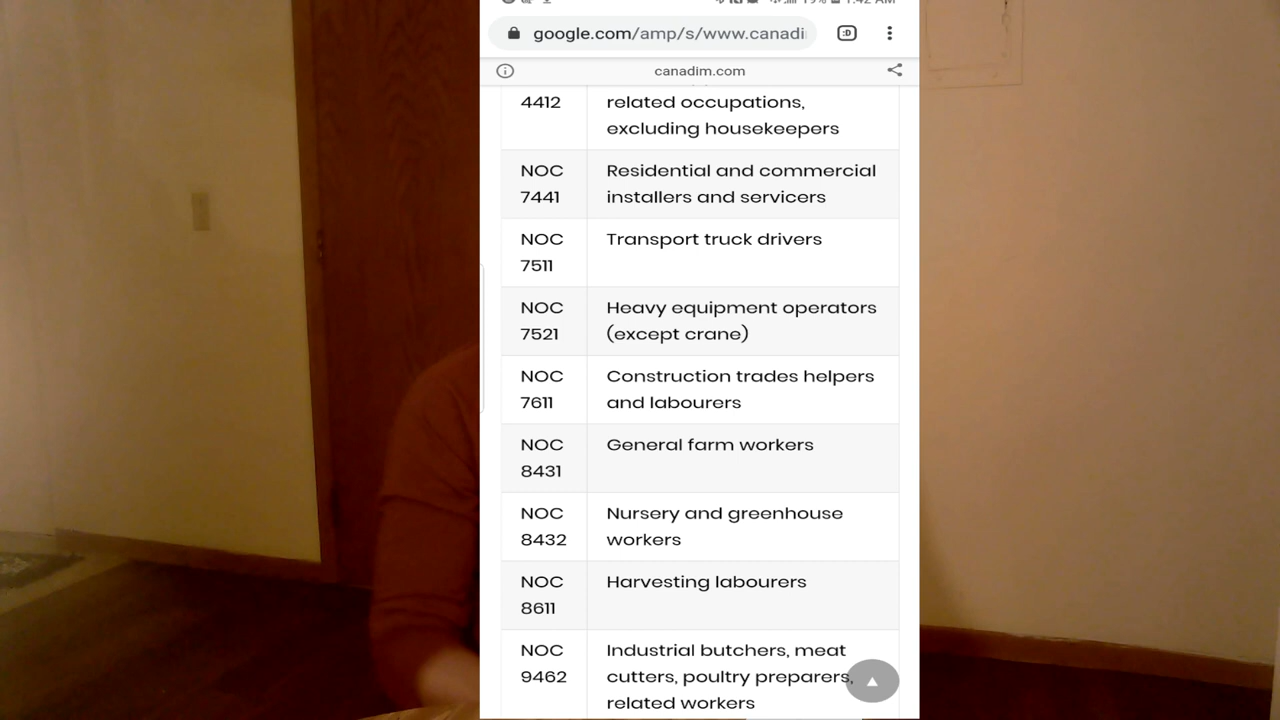 google.com/amp/s/www.canadi
:D
canadim.com
4412
related occupations,
excluding housekeepers
NOC
7441
Residential and commercial
installers and servicers
NOC
7511
Transport truck drivers
NOC
7521
Heavy equipment operators
(except crane)
NOC
7611
Construction trades helpers
and labourers
NOC
8431
General farm workers
NOC
8432
Nursery and greenhouse
workers
NOC
8611
Harvesting labourers
NOC
9462
Industrial butchers, meat
cutters, poultry preparers,
related workers